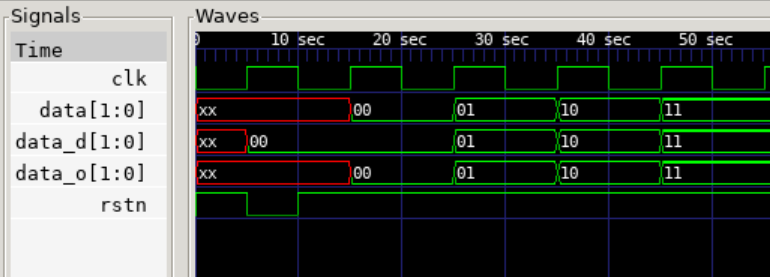 Signals
Waves
Time
0 10 sec 20 sec 30 sec 40 sec 50 sec
clk
data[1:0] xx 00 01 10 11
data_d[1:0] xx 00 01 10 11
data_o[1:0] xx 00 01 10 11
rstn